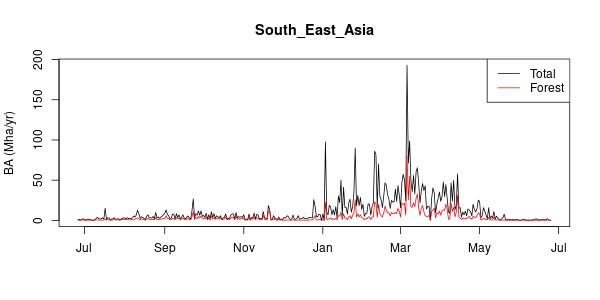 South_East_Asia
BA (Mha/yr)
200
150
100
50
0
Total
Forest
Jul Sep Nov Jan Mar May Jul